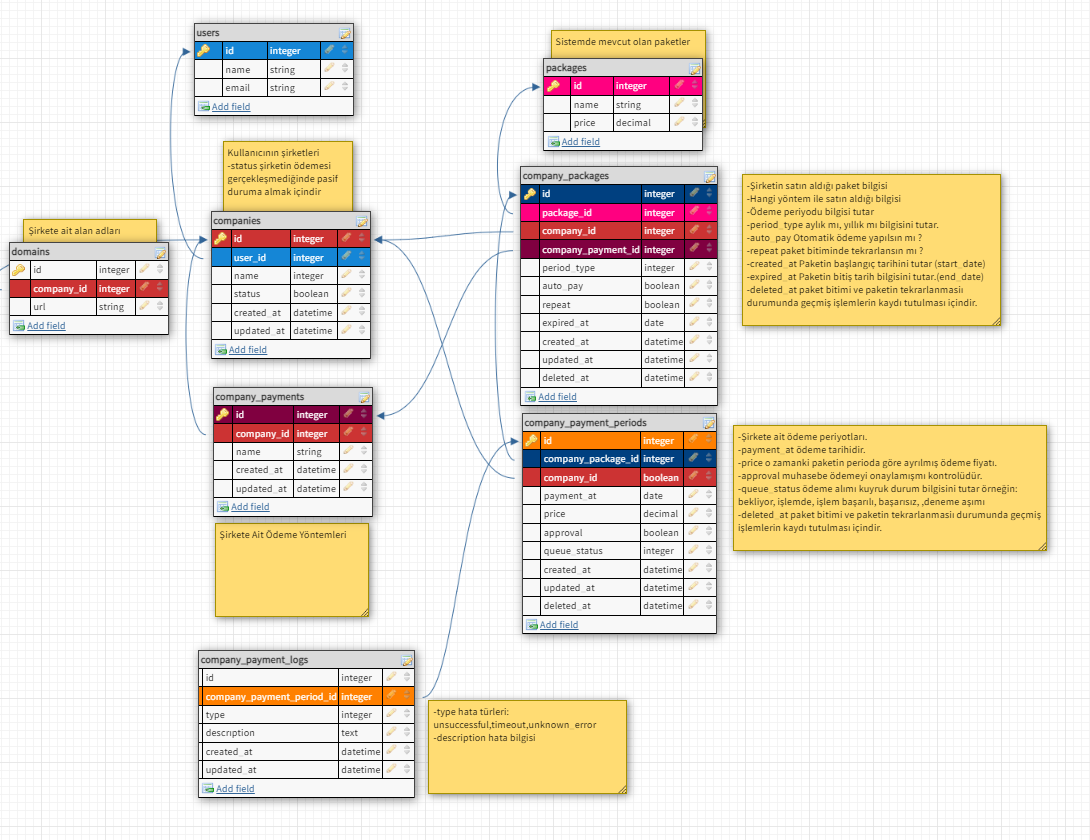 users
id integer
name string
email string
Add field
Sistemde mevcut olan paketler
packages
id integer
name string
price decimal
Add field
Kullanıcının şirketleri
-status şirketin ödemesi
gerçekleşmediğinde pasif
duruma almak içindir
companies
id integer
user_id integer
name integer
status boolean
created_at datetime
updated_at datetime
Add field
Şirkete ait alan adları
domains
id integer
company_id integer
url string
Add field
company_packages
id integer
package_id integer
company_id integer
company_payment_id integer
period_type integer
auto_pay boolean
repeat boolean
expired_at date
created_at datetime
updated_at datetime
deleted_at datetime
Add field
-Şirketin satın aldığı paket bilgisi
-Hangi yöntem ile satın aldığı bilgisi
-Ödeme periyodu bilgisi tutar
-period_type aylık mı, yıllık mı bilgisini tutar.
-auto_pay Otomatik ödeme yapılsın mı ?
-repeat paket bitiminde tekrarlansın mı ?
-created_at Paketin başlangıç tarihini tutar (start_date)
-expired_at Paketin bitiş tarih bilgisini tutar.(end_date)
-deleted_at paket bitimi ve paketin tekrarlanmasıı
durumunda geçmiş işlemlerin kaydı tutulması içindir.
company_payments
id integer
company_id integer
name string
created_at datetime
updated_at datetime
Add field
Şirkete Ait Ödeme Yöntemleri
company_payment_periods
id integer
company_package_id integer
company_id boolean
payment_at date
price decimal
approval boolean
queue_status integer
created_at datetime
updated_at datetime
deleted_at datetime
Add field
-Şirkete ait ödeme periyotları.
-payment_at ödeme tarihidir.
-price o zamanki paketin perioda göre ayrılmış ödeme fiyatı.
-approval muhasebe ödemeyi onaylamışmı kontrolüdür.
-queue_status ödeme alımı kuyruk durum bilgisini tutar örneğin:
bekliyor, işlemde, işlem başarılı, başarısız, ,deneme aşımı
-deleted_at paket bitimi ve paketin tekrarlanmasıı durumunda geçmiş
işlemlerin kaydı tutulması içindir.
company_payment_logs
id integer
company_payment_period_id integer
type integer
description text
created_at datetime
updated_at datetime
Add field
-type hata türleri:
unsuccessful,timeout,unknown_error
-description hata bilgisi